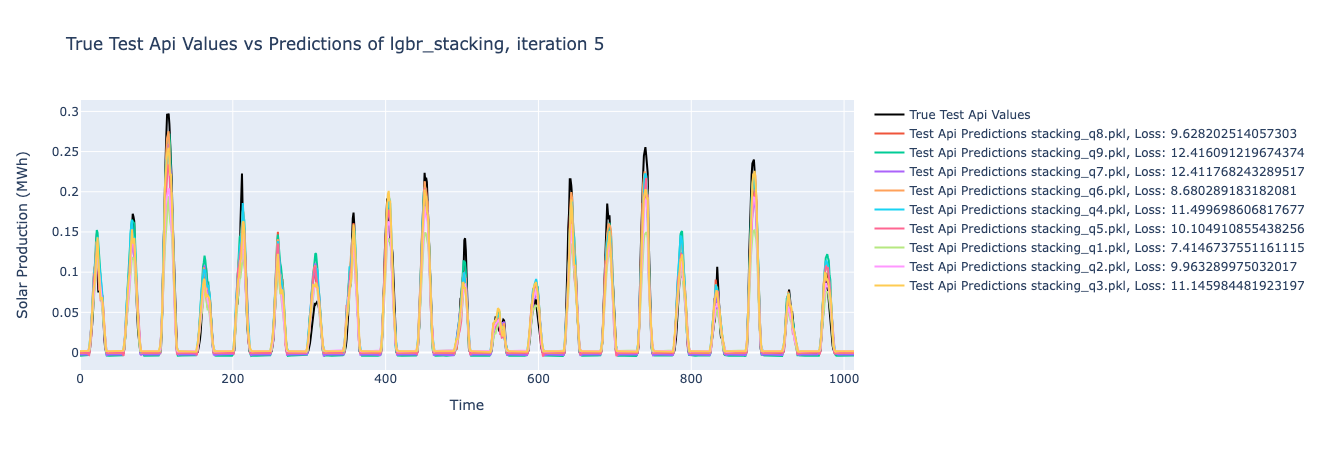 True Test Api Values vs Predictions of lgbr_stacking, iteration 5
Solar Production (MWh)
0.3
0.25
0.2
0.15
0.1
0.05
0
0 200 400 600 800 1000
Time
True Test Api Values
Test Api Predictions stacking_q8.pkl, Loss: 9.628202514057303
Test Api Predictions stacking_q9.pkl, Loss: 12.416091219674374
Test Api Predictions stacking_q7.pkl, Loss: 12.411768243289517
Test Api Predictions stacking_q6.pkl, Loss: 8.680289183182081
Test Api Predictions stacking_q4.pkl, Loss: 11.499698606817677
Test Api Predictions stacking_q5.pkl, Loss: 10.104910855438256
Test Api Predictions stacking_q1.pkl, Loss: 7.4146737551161115
Test Api Predictions stacking_q2.pkl, Loss: 9.963289975032017
Test Api Predictions stacking_q3.pkl, Loss: 11.145984481923197